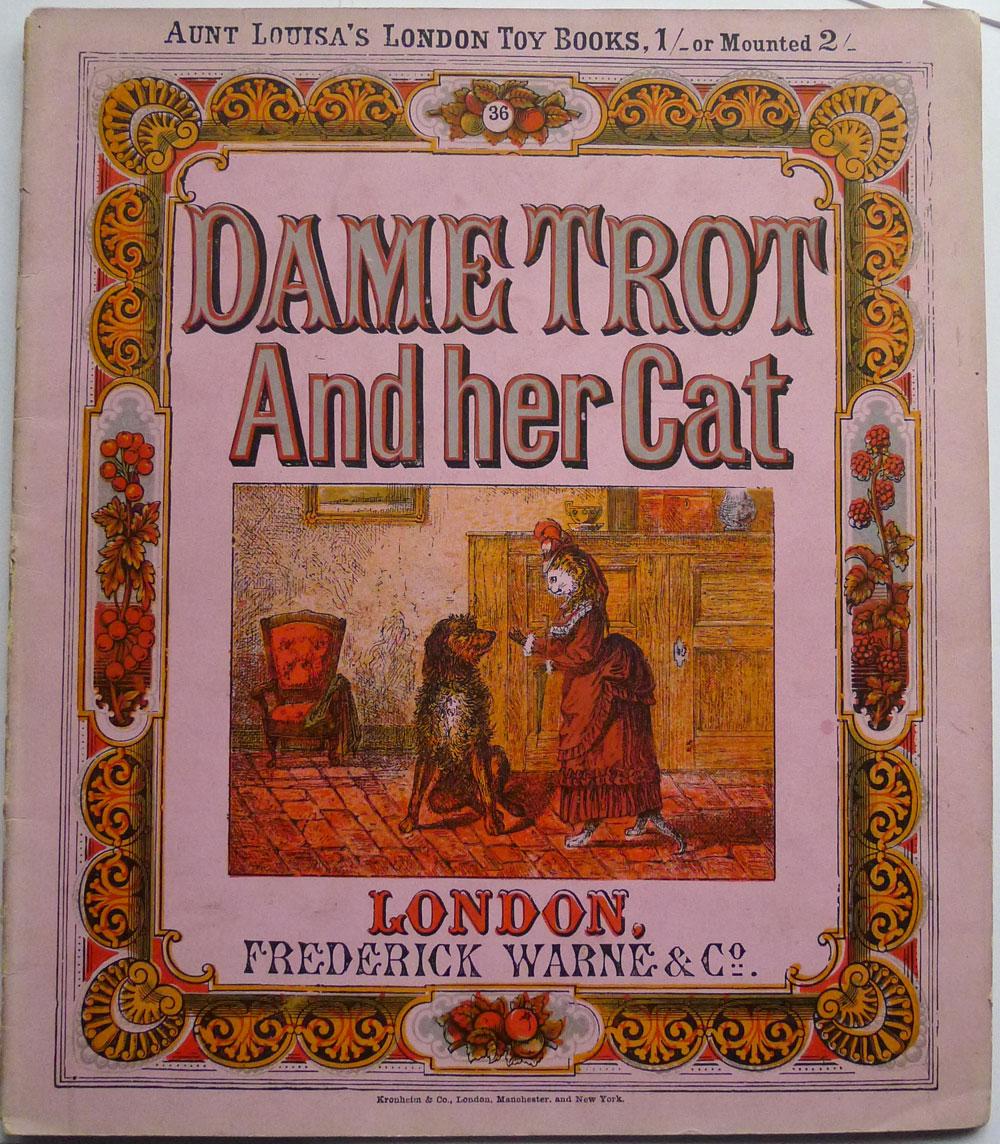 AUNT LOUISA'S LONDON TOY BOOKS, 1/- or Mounted 2/-
36
DAME TROT
And her Cat
LONDON.
FREDERICK WARNE & Co.
Kronheim & Co., London, Manchester, and New York.